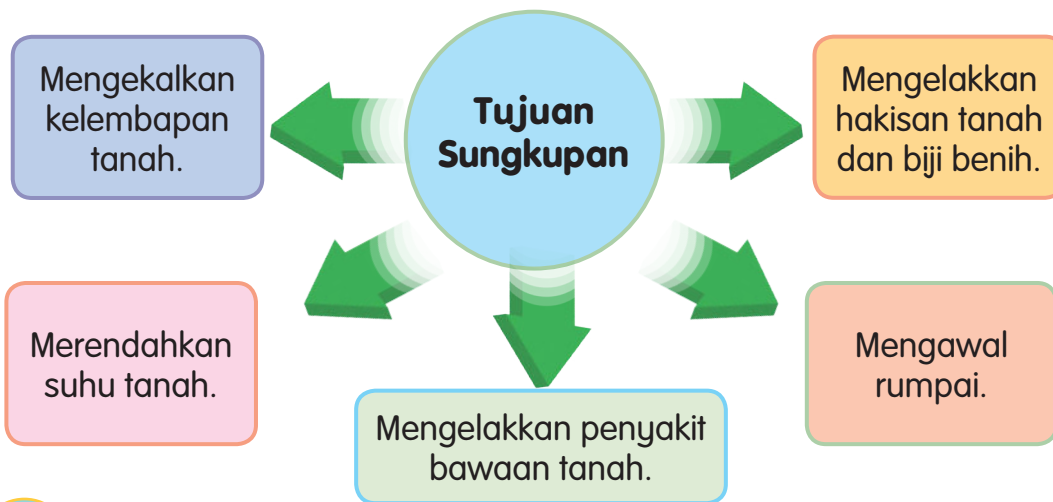 Tujuan
Sungkupan
Mengekalkan
kelembapan
tanah.
Mengelakkan
hakisan tanah
dan biji benih.
Merendahkan
suhu tanah.
Mengelakkan penyakit
bawaan tanah.
Mengawal
rumpai.